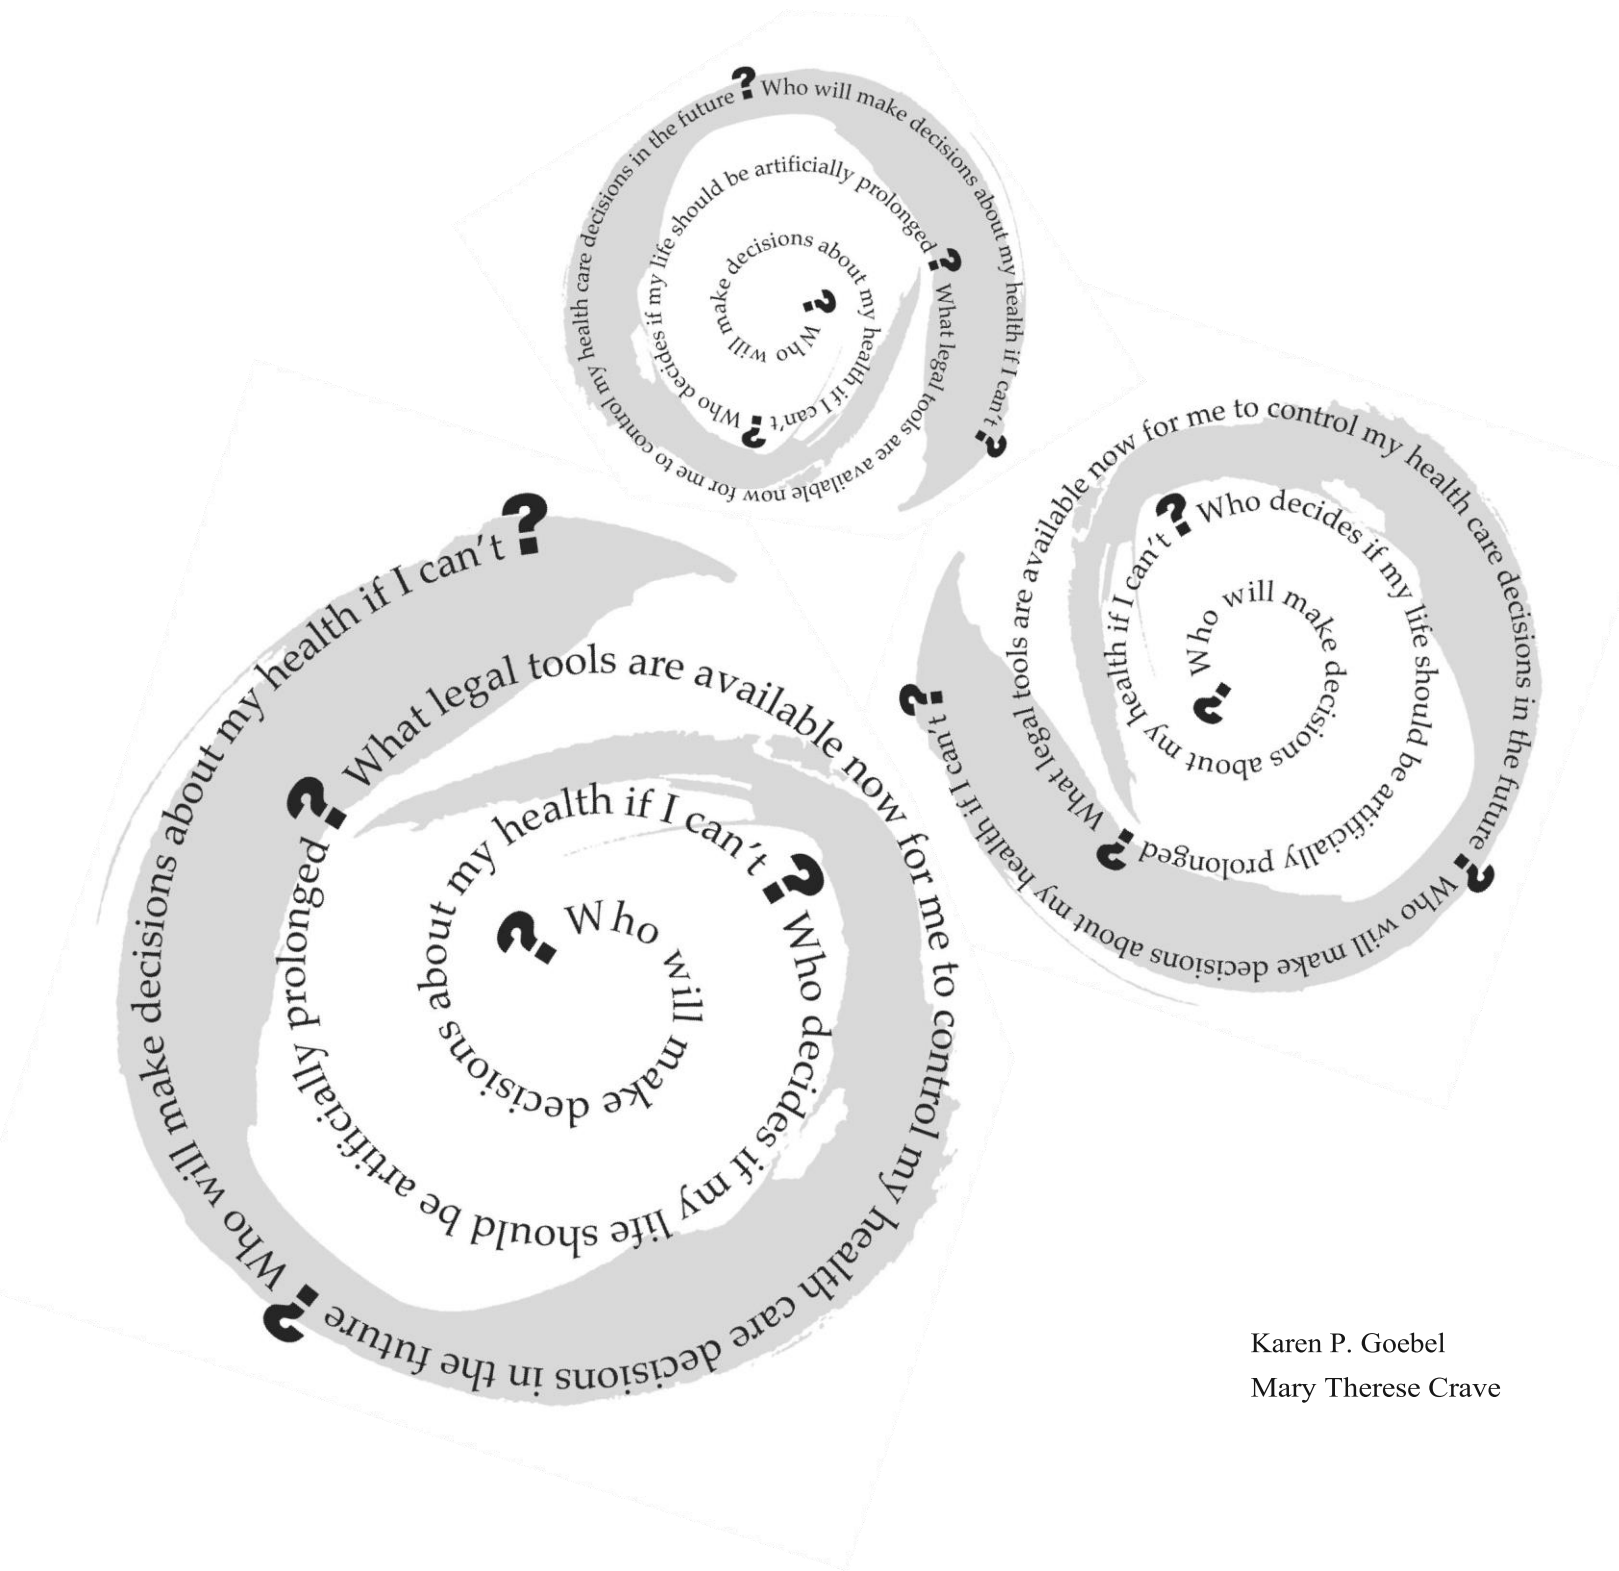 ? Who will make decisions about my health if I can't ? Who decides if my life should be artificially prolonged ? What legal tools are available now for me to control my health care decisions in the future ? Who will make decisions about my health if I can't ?
? Who will make decisions about my health if I can't ? Who decides if my life should be artificially prolonged ? What legal tools are available now for me to control my health care decisions in the future ? Who will make decisions about my health if I can't ?
? Who will make decisions about my health if I can't ? Who decides if my life should be artificially prolonged ? What legal tools are available now for me to control my health care decisions in the future ? Who will make decisions about my health if I can't ?
Karen P. Goebel
Mary Therese Crave